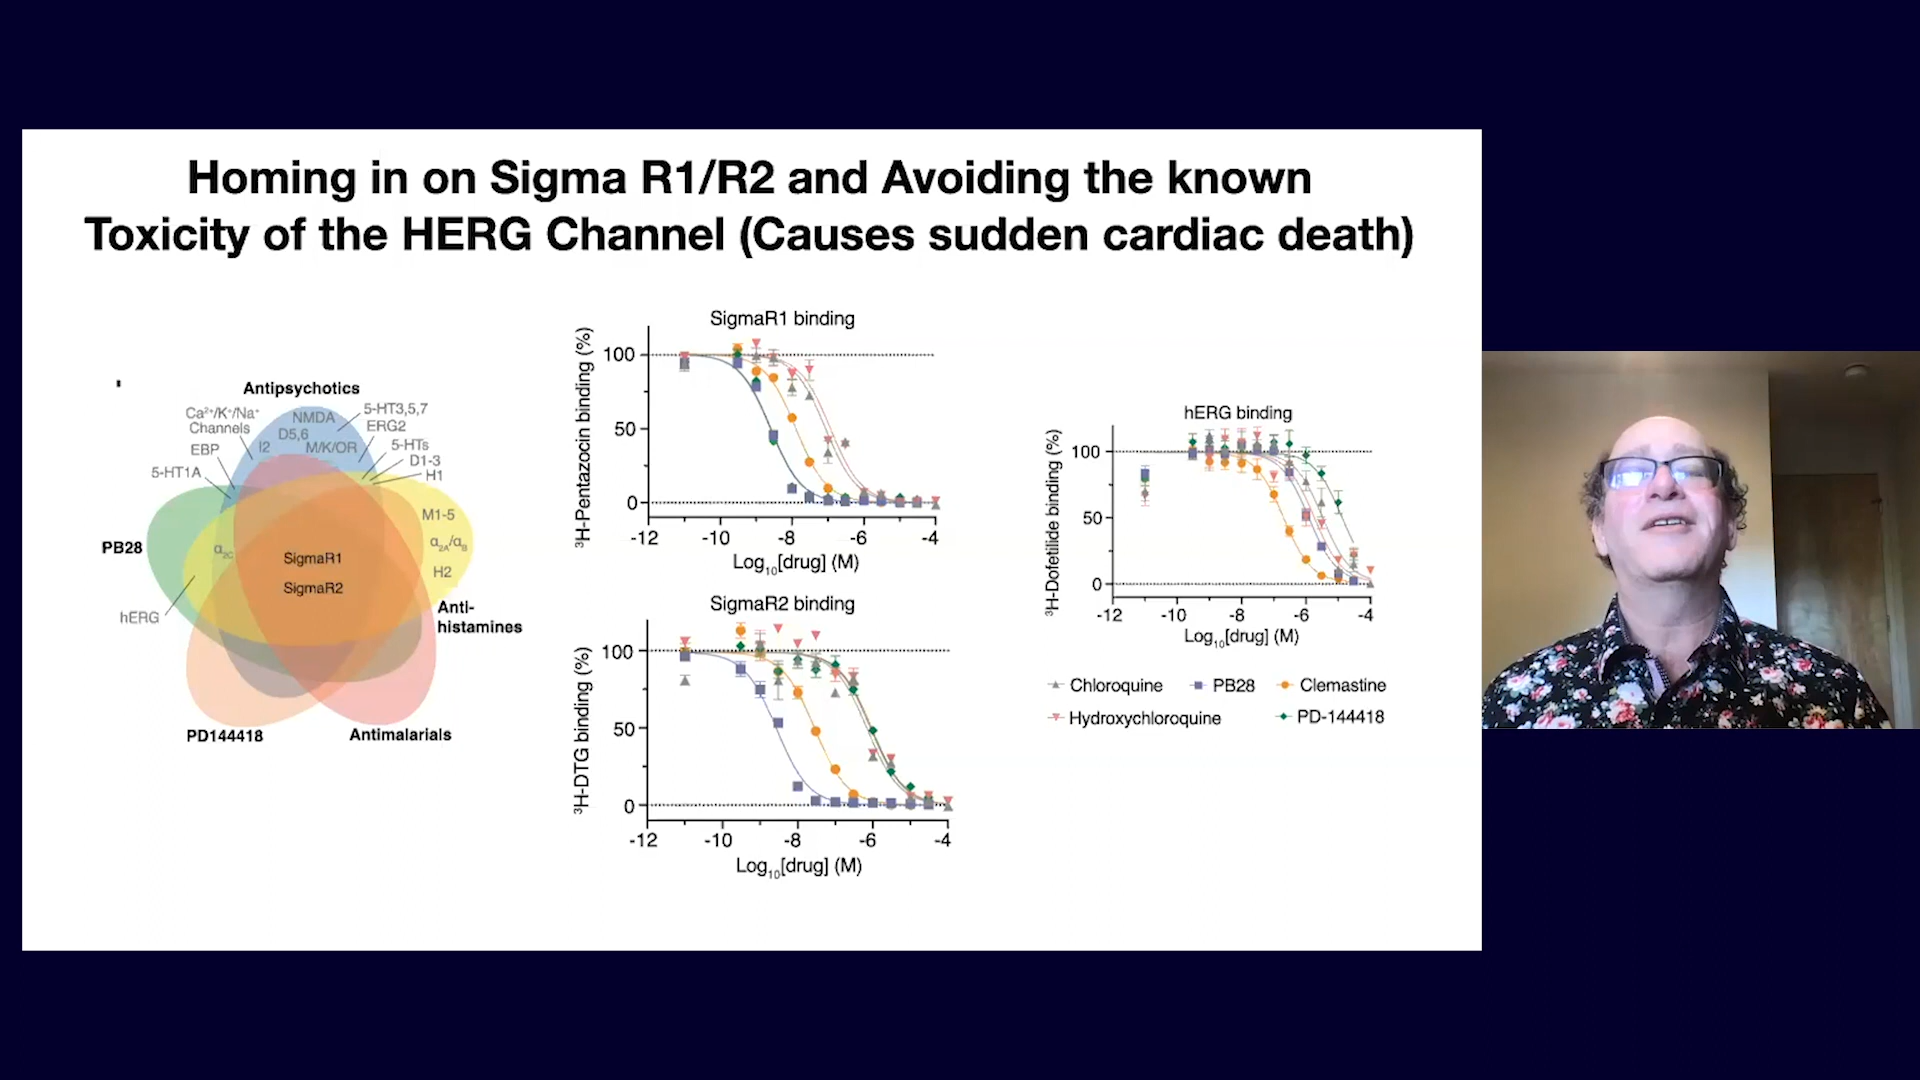 Homing in on Sigma R1/R2 and Avoiding the known
Toxicity of the HERG Channel (Causes sudden cardiac death)
Antipsychotics
Ca²⁺/K⁺/Na⁺
Channels
NMDA
5-HT3,5,7
D5,6
ERG2
EBP
I2
M/K/OR
5-HTs
5-HT1A
D1-3
H1
M1-5
PB28
α2C
α2A/αB
SigmaR1
H2
SigmaR2
hERG
Anti-
histamines
PD144418
Antimalarials
SigmaR1 binding
³H-Pentazocin binding (%)
100
50
0
-12
-10
-8
-6
-4
Log₁₀[drug] (M)
SigmaR2 binding
³H-DTG binding (%)
100
50
0
-12
-10
-8
-6
-4
Log₁₀[drug] (M)
hERG binding
³H-Dofetilide binding (%)
100
50
0
-12
-10
-8
-6
-4
Log₁₀[drug] (M)
Chloroquine
PB28
Clemastine
Hydroxychloroquine
PD-144418